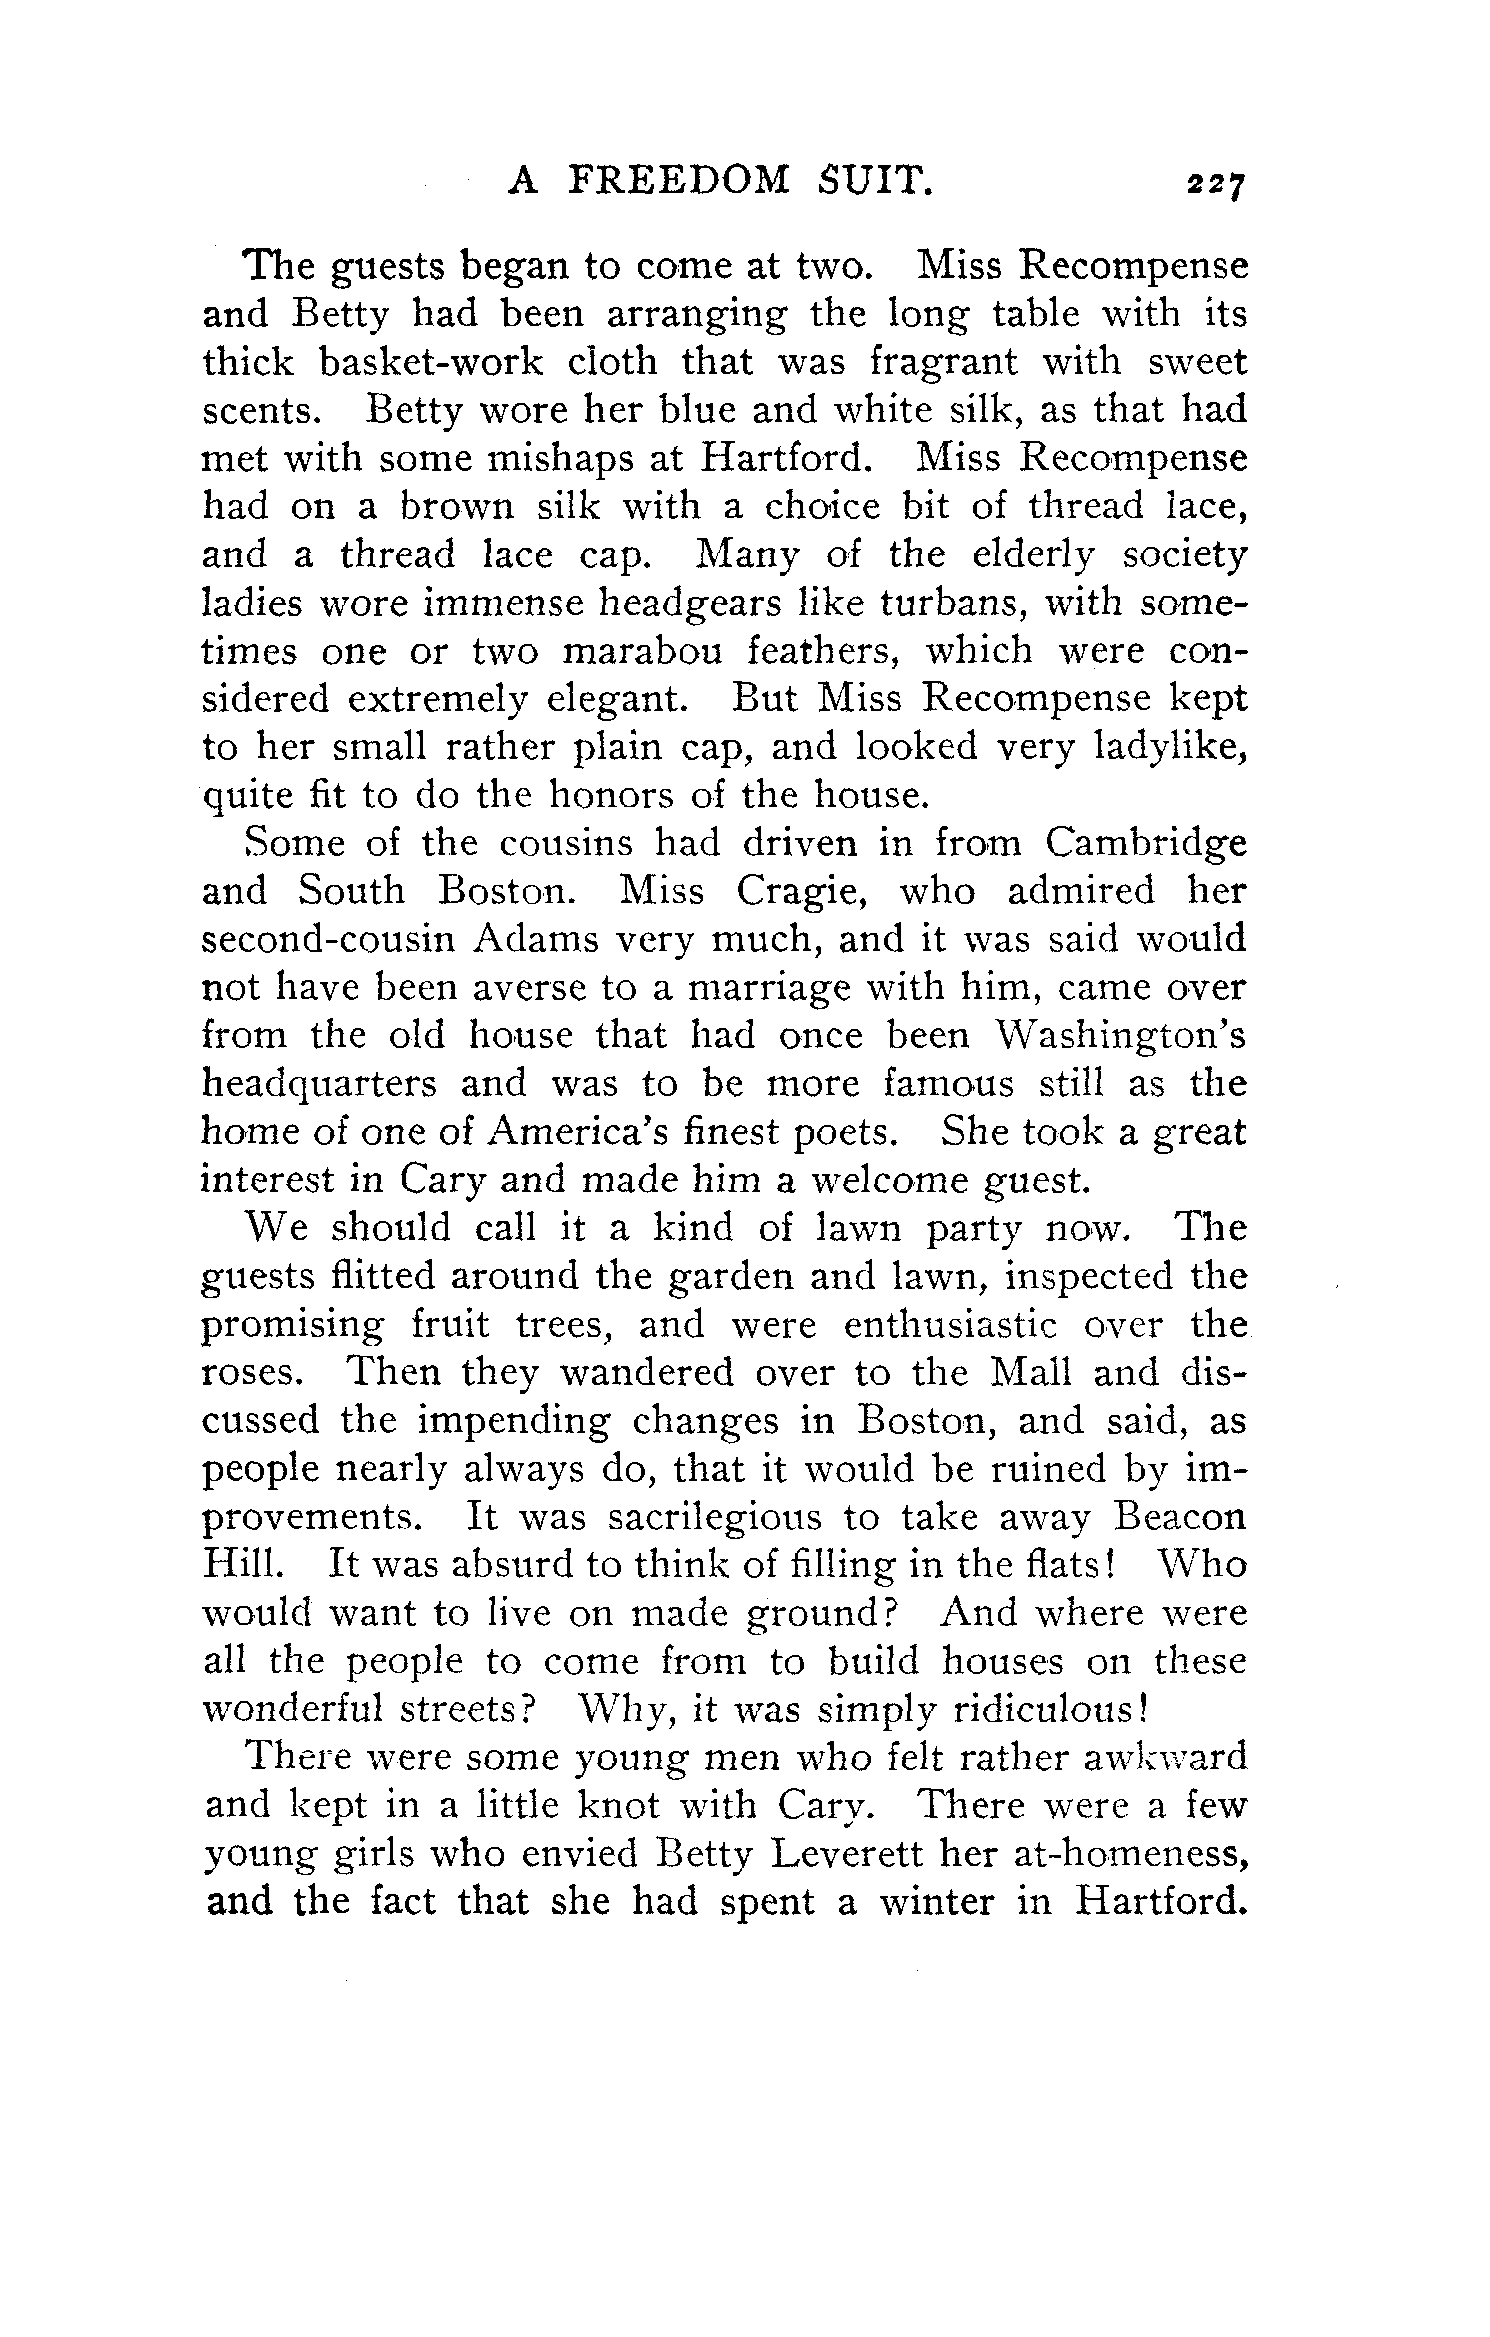 A FREEDOM SUIT. 227
The guests began to come at two. Miss Recompense
and Betty had been arranging the long table with its
thick basket-work cloth that was fragrant with sweet
scents. Betty wore her blue and white silk, as that had
met with some mishaps at Hartford. Miss Recompense
had on a brown silk with a choice bit of thread lace,
and a thread lace cap. Many of the elderly society
ladies wore immense headgears like turbans, with some-
times one or two marabou feathers, which were con-
sidered extremely elegant. But Miss Recompense kept
to her small rather plain cap, and looked very ladylike,
quite fit to do the honors of the house.
Some of the cousins had driven in from Cambridge
and South Boston. Miss Cragie, who admired her
second-cousin Adams very much, and it was said would
not have been averse to a marriage with him, came over
from the old house that had once been Washington's
headquarters and was to be more famous still as the
home of one of America's finest poets. She took a great
interest in Cary and made him a welcome guest.
We should call it a kind of lawn party now. The
guests flitted around the garden and lawn, inspected the
promising fruit trees, and were enthusiastic over the
roses. Then they wandered over to the Mall and dis-
cussed the impending changes in Boston, and said, as
people nearly always do, that it would be ruined by im-
provements. It was sacrilegious to take away Beacon
Hill. It was absurd to think of filling in the flats! Who
would want to live on made ground? And where were
all the people to come from to build houses on these
wonderful streets? Why, it was simply ridiculous!
There were some young men who felt rather awkward
and kept in a little knot with Cary. There were a few
young girls who envied Betty Leverett her at-homeness,
and the fact that she had spent a winter in Hartford.